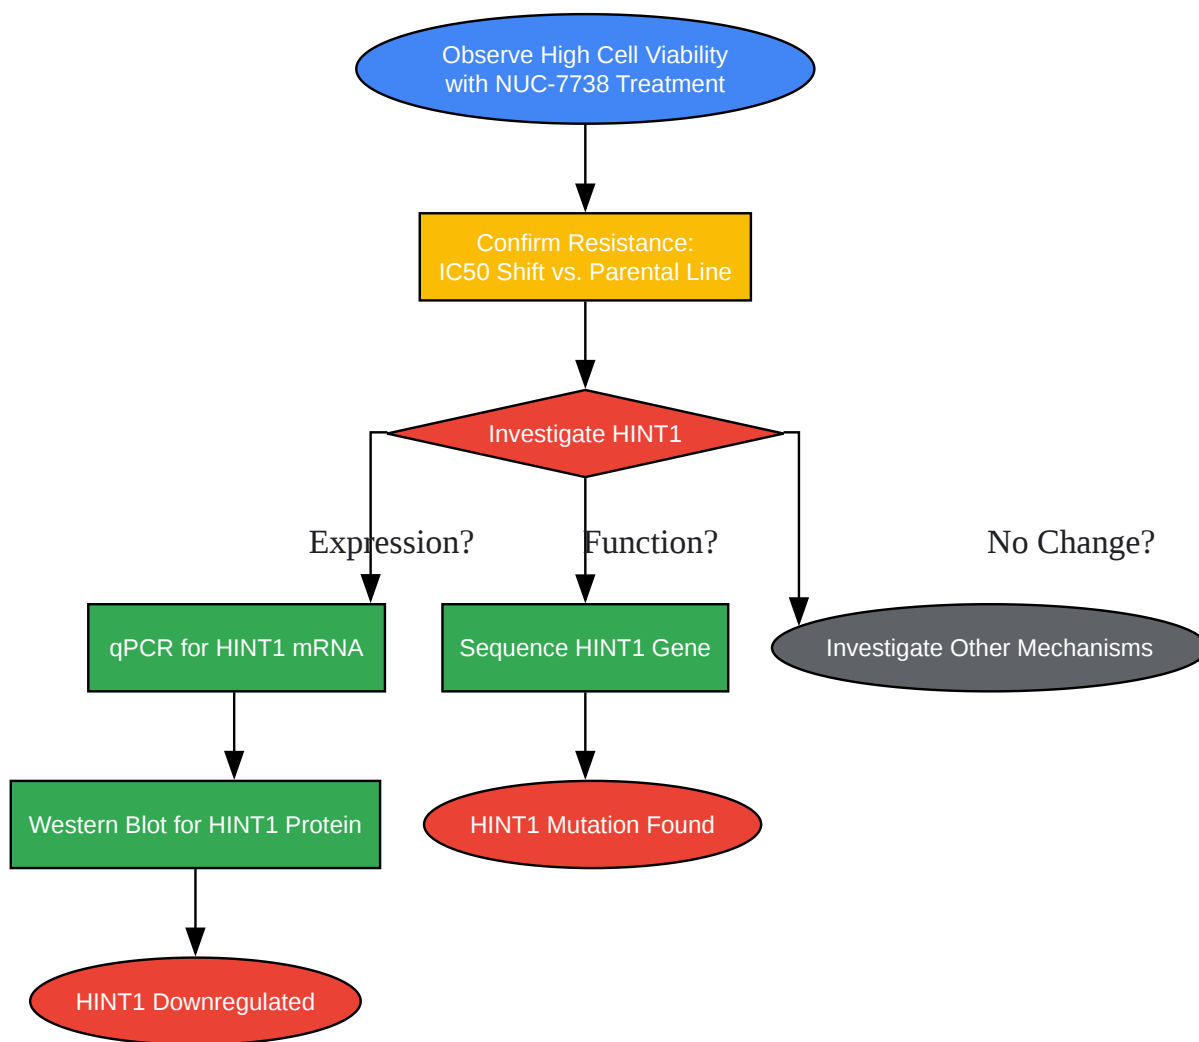 Observe High Cell Viability
with NUC-7738 Treatment
Confirm Resistance:
IC50 Shift vs. Parental Line
Investigate HINT1
Expression?
Function?
No Change?
qPCR for HINT1 mRNA
Sequence HINT1 Gene
Investigate Other Mechanisms
Western Blot for HINT1 Protein
HINT1 Mutation Found
HINT1 Downregulated